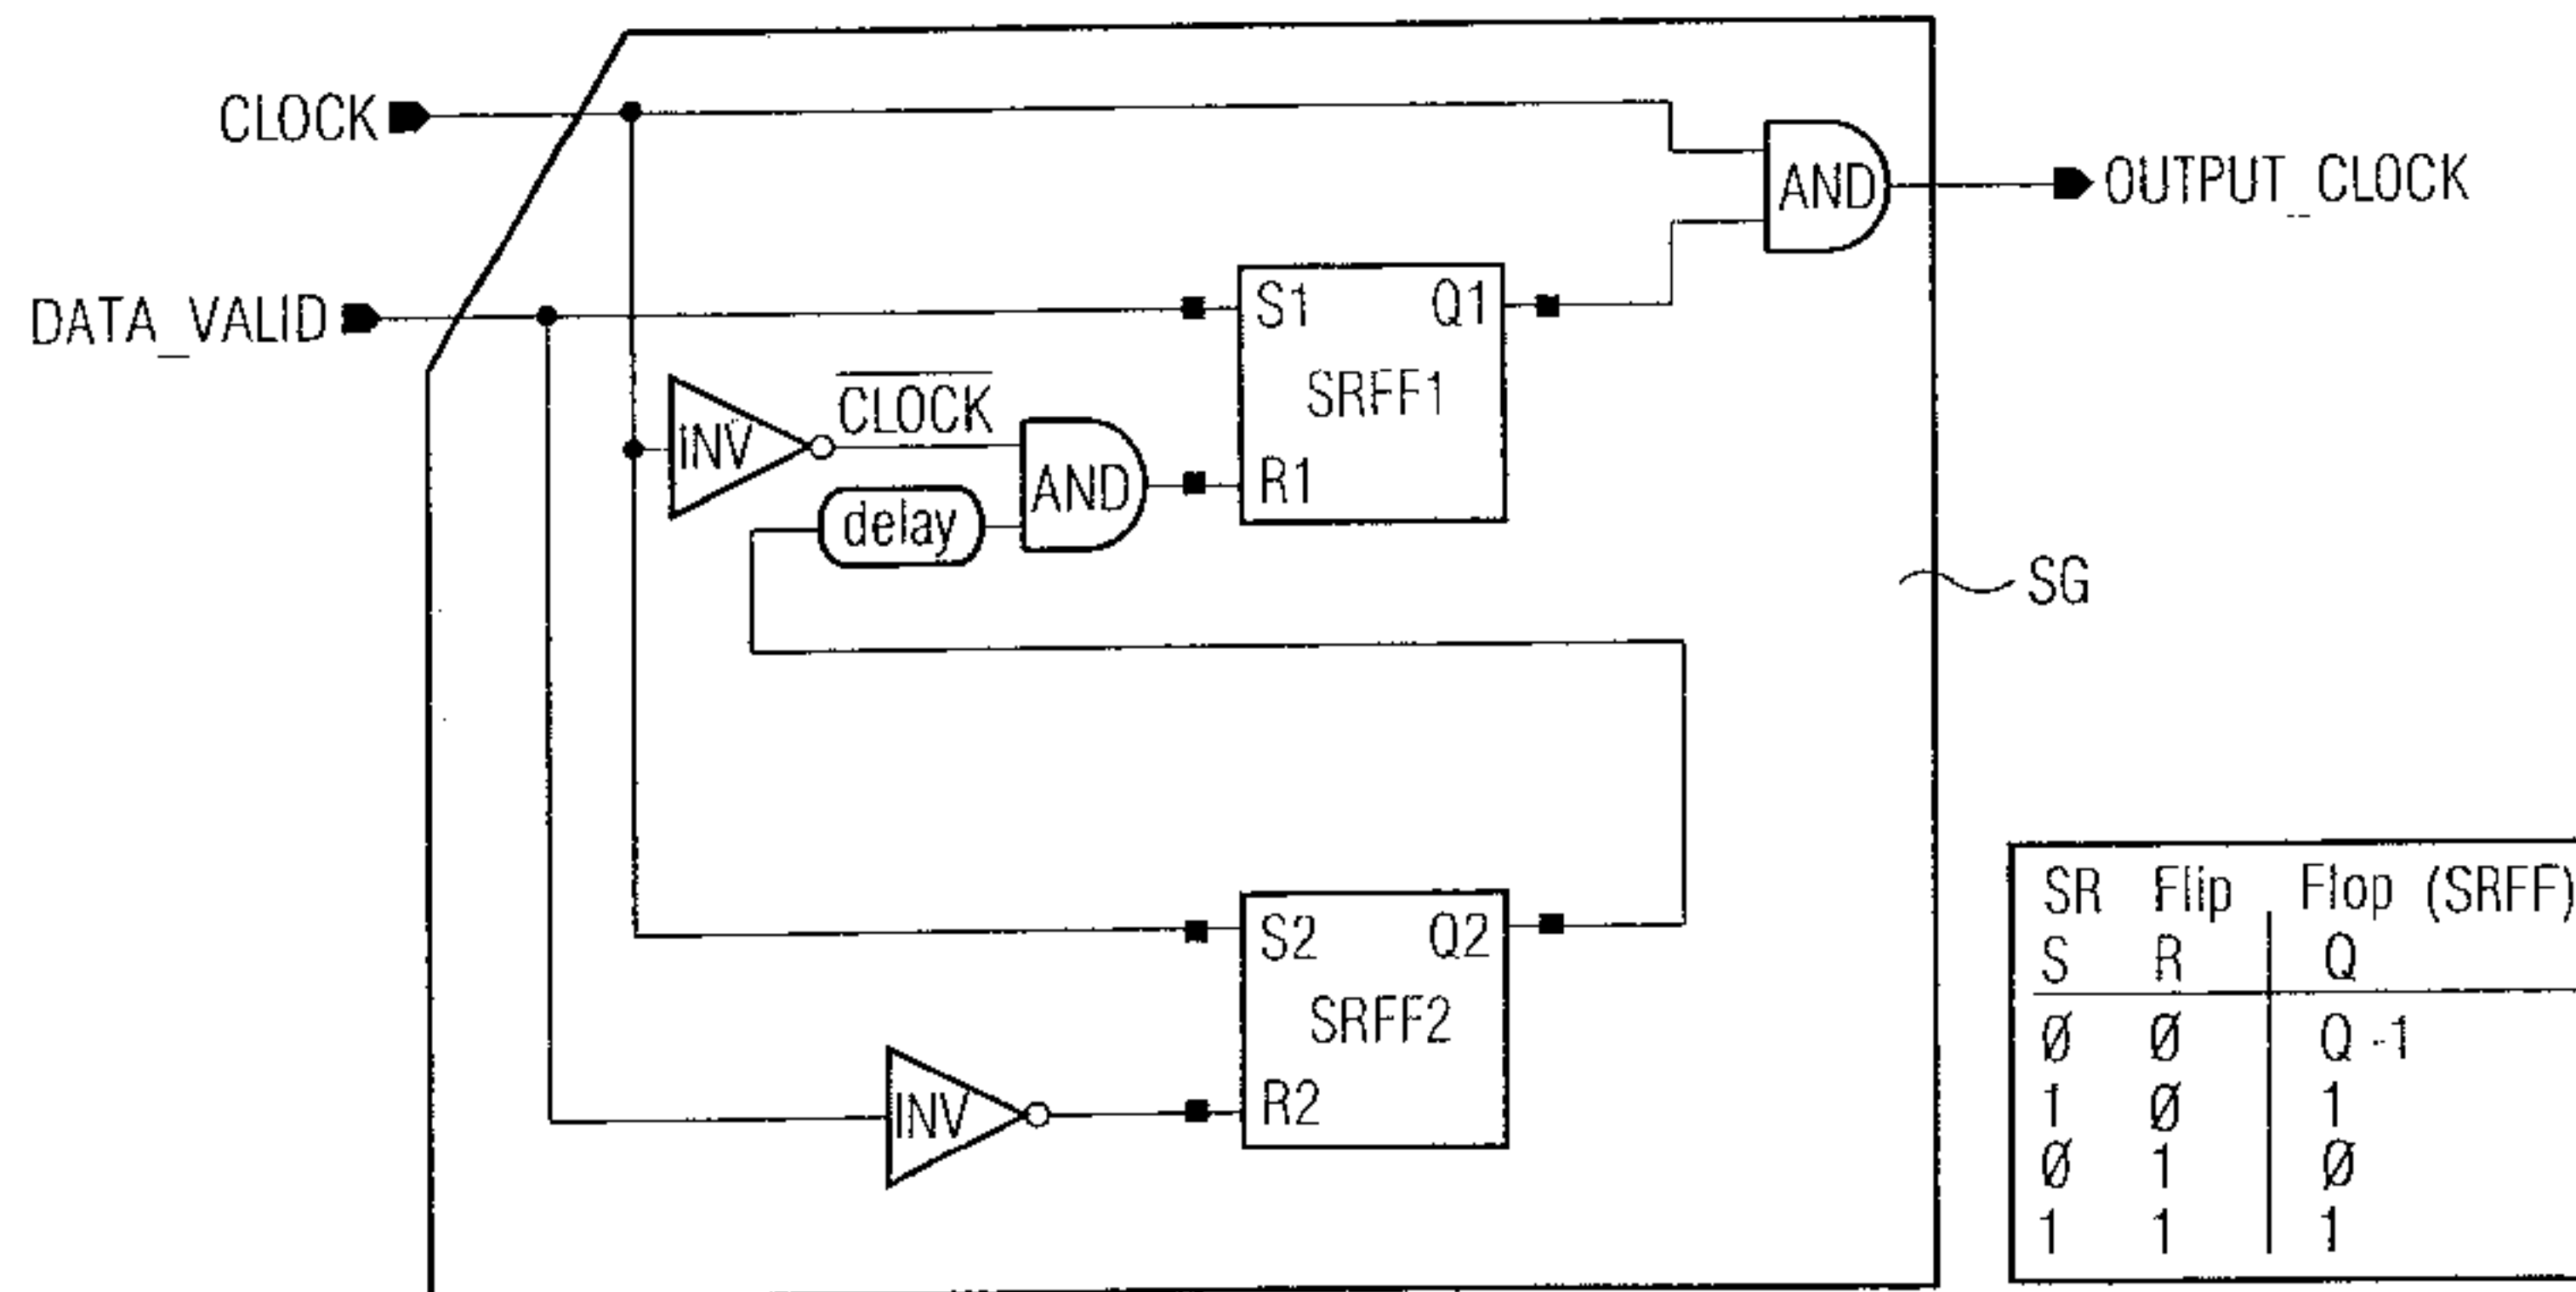 CLOCK
AND
OUTPUT_CLOCK
DATA_VALID
S1
Q1
SRFF1
R1
INV
CLOCK
AND
delay
SG
S2
Q2
SRFF2
R2
INV
SR Flip Flop (SRFF)
S R Q
Ø Ø Q -1
1 Ø 1
Ø 1 Ø
1 1 1